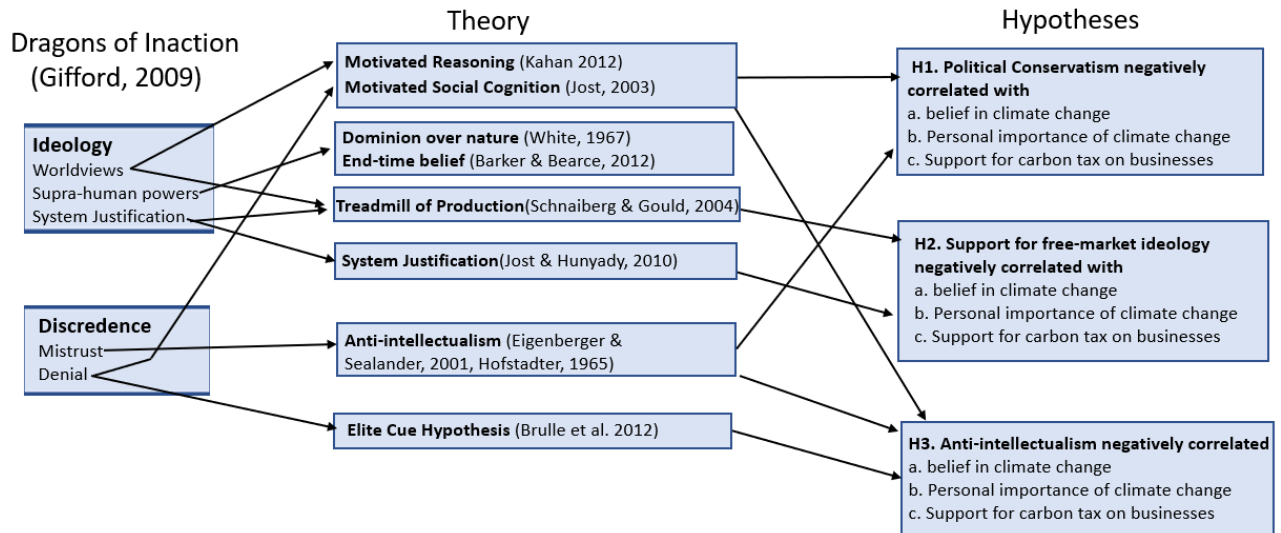 Dragons of Inaction
(Gifford, 2009)
Ideology
Worldviews
Supra-human powers
System Justification
Discredence
Mistrust
Denial
Theory
Motivated Reasoning (Kahan 2012)
Motivated Social Cognition (Jost, 2003)
Dominion over nature (White, 1967)
End-time belief (Barker & Bearce, 2012)
Treadmill of Production(Schnaiberg & Gould, 2004)
System Justification(Jost & Hunyady, 2010)
Anti-intellectualism (Eigenberger &
Sealander, 2001, Hofstadter, 1965)
Elite Cue Hypothesis (Brulle et al. 2012)
Hypotheses
H1. Political Conservatism negatively
correlated with
a. belief in climate change
b. Personal importance of climate change
c. Support for carbon tax on businesses
H2. Support for free-market ideology
negatively correlated with
a. belief in climate change
b. Personal importance of climate change
c. Support for carbon tax on businesses
H3. Anti-intellectualism negatively correlated
a. belief in climate change
b. Personal importance of climate change
c. Support for carbon tax on businesses